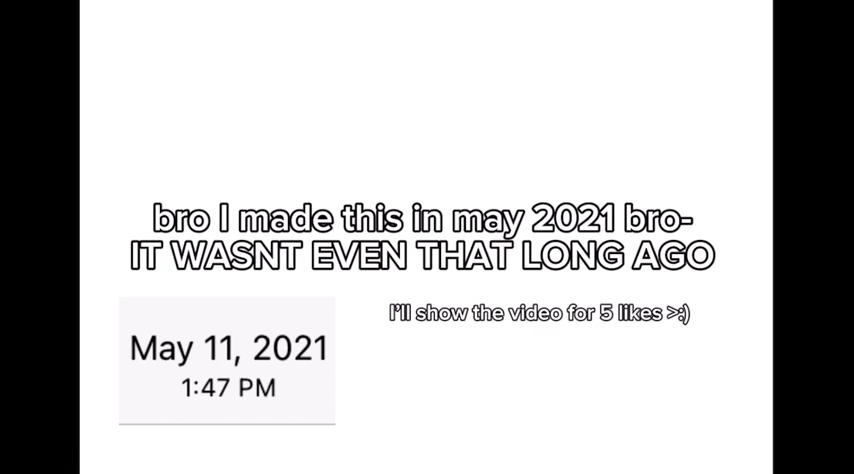 bro I made this in may 2021 bro-
IT WASNT EVEN THAT LONG AGO
I'll show the video for 5 likes >:)
May 11, 2021
1:47 PM